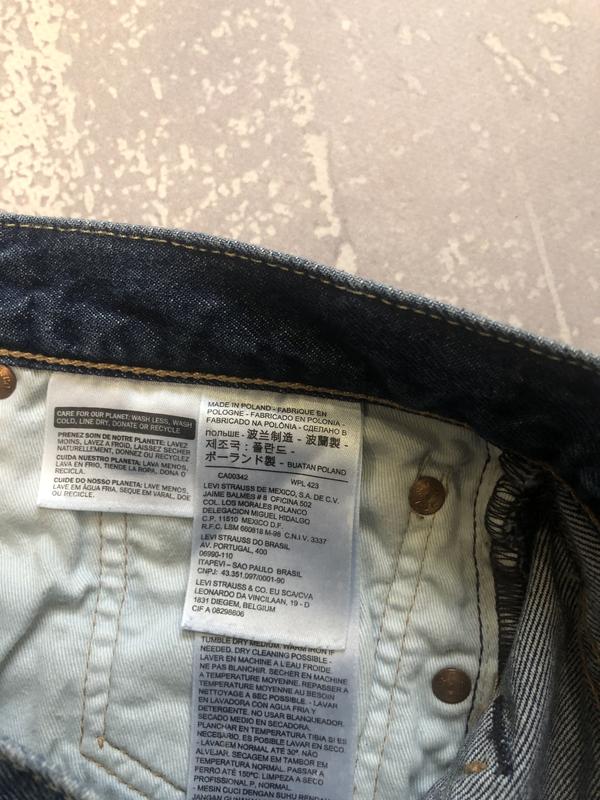 CARE FOR OUR PLANET: WASH LESS, WASH
COLD, LINE DRY, DONATE OR RECYCLE
PRENEZ SOIN DE NOTRE PLANETE: LAVEZ
MOINS, LAVEZ A FROID, LAISSEZ SECHER
NATURELLEMENT, DONNEZ OU RECYCLEZ
CUIDA NUESTRO PLANETA: LAVA MENOS,
LAVA EN FRIO, TIENDE LA ROPA, DONA O
RECICLA.
CUIDE DO NOSSO PLANETA: LAVE MENOS,
LAVE EM ÁGUA FRIA, SEQUE EM VARAL, DOE
OU RECICLE.
MADE IN POLAND - FABRIQUE EN
POLOGNE - FABRICADO EN POLONIA -
FABRICADO NA POLÔNIA - СДЕЛАНО В
ПОЛЬШЕ - 波兰制造 - 波蘭製 -
제조국 : 폴란드 -
ポーランド製 - BUATAN POLAND
CA00342 WPL 423
LEVI STRAUSS DE MEXICO, S.A. DE C.V.
JAIME BALMES # 8 OFICINA 502
COL. LOS MORALES POLANCO
DELEGACION MIGUEL HIDALGO
C.P. 11510 MEXICO D.F.
R.F.C. LSM 660818 M-98 C.N.I.V. 3337
LEVI STRAUSS DO BRASIL
AV. PORTUGAL, 400
06990-110
ITAPEVI – SAO PAULO BRASIL
CNPJ: 43.351.097/0001-90
LEVI STRAUSS & CO. EU SCA/CVA
LEONARDO DA VINCILAAN, 19 - D
1831 DIEGEM, BELGIUM
CIF A 08298606
TUMBLE DRY MEDIUM. WARM IRON IF
NEEDED. DRY CLEANING POSSIBLE -
LAVER EN MACHINE A L'EAU FROIDE.
NE PAS BLANCHIR. SECHER EN MACHINE
A TEMPERATURE MOYENNE. REPASSER A
TEMPERATURE MOYENNE AU BESOIN
NETTOYAGE A SEC POSSIBLE - LAVAR
EN LAVADORA CON AGUA FRIA Y
DETERGENTE. NO USAR BLANQUEADOR.
SECADO MEDIO EN SECADORA.
PLANCHAR EN TEMPERATURA TIBIA SI ES
NECESARIO. ES POSIBLE LAVAR EN SECO.
- LAVAGEM NORMAL ATÉ 30º. NÃO
ALVEJAR. SECAGEM EM TAMBOR EM
TEMPERATURA NORMAL. PASSAR A
FERRO ATÉ 150ºC. LIMPEZA A SECO
PROFISSIONAL P, NORMAL.
- MESIN CUCI DENGAN SUHU RENDAH